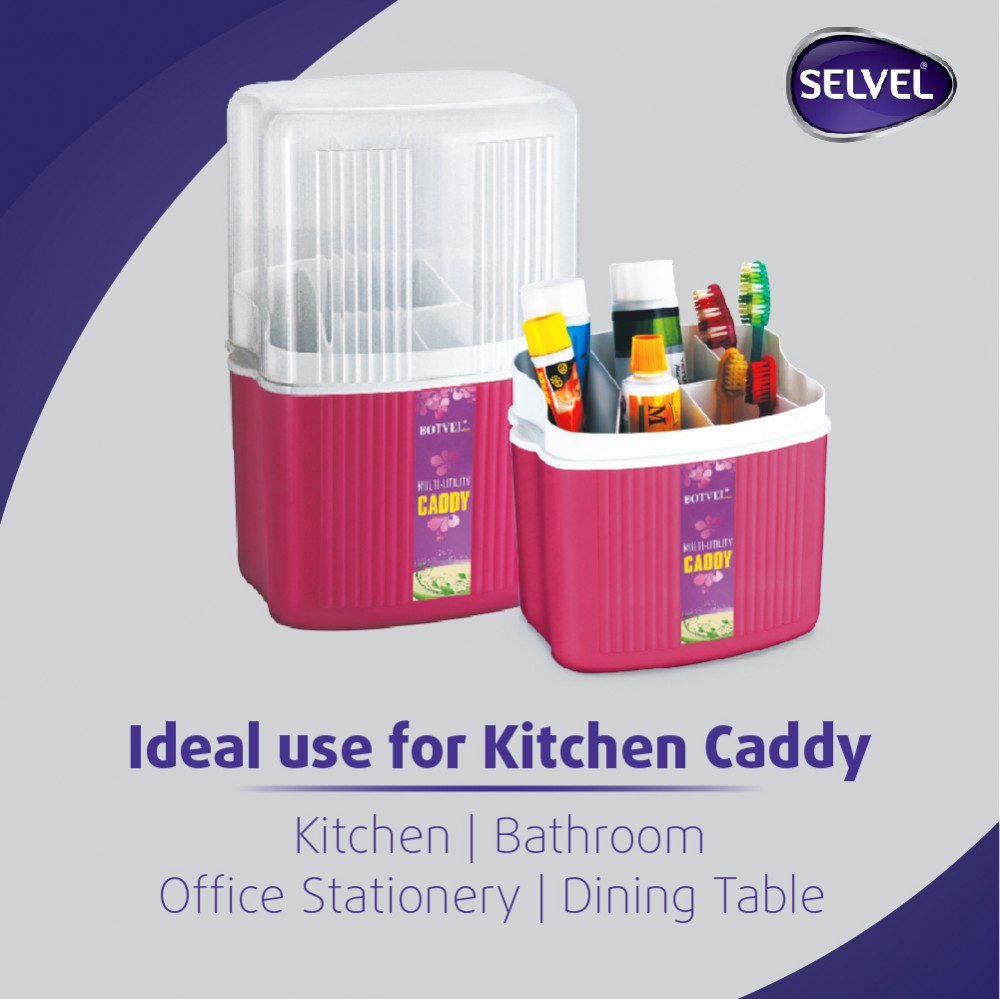 SELVEL®
BOTVEL®
MULTI-UTILITY
CADDY
M
BOTVEL®
MULTI-UTILITY
CADDY
Ideal use for Kitchen Caddy
Kitchen | Bathroom
Office Stationery | Dining Table